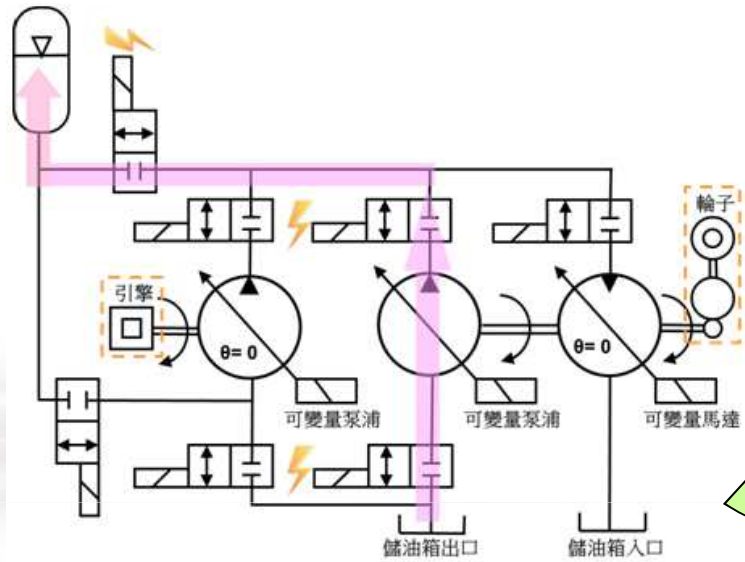 輪子
引擎
θ= 0
θ= 0
可變量泵浦
可變量泵浦
可變量馬達
儲油箱出口
儲油箱入口